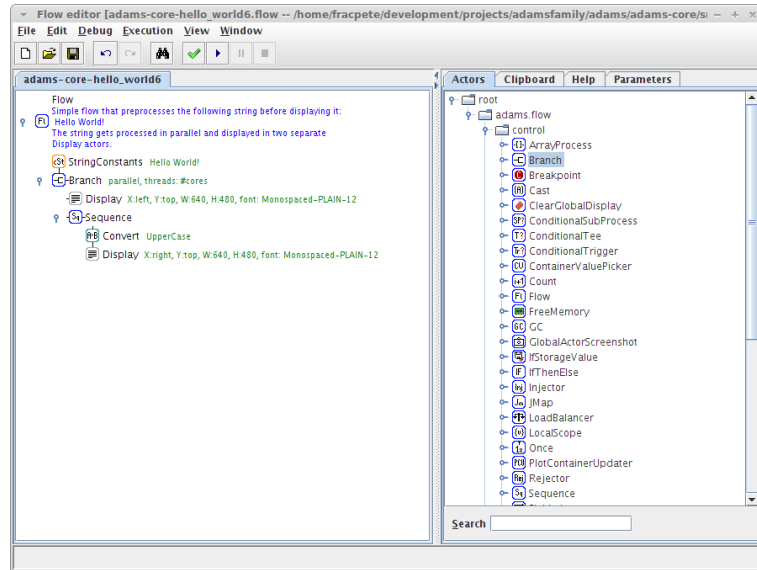 Flow editor [adams-core-hello_world6.flow -- /home/fracpete/development/projects/adamsfamily/adams/adams-core/s
File Edit Debug Execution View Window
adams-core-hello_world6
Flow
Simple flow that preprocesses the following string before displaying it:
Hello World!
The string gets processed in parallel and displayed in two separate
Display actors.
StringConstants Hello World!
Branch parallel, threads: #cores
Display X:left, Y:top, W:640, H:480, font: Monospaced-PLAIN-12
Sequence
Convert UpperCase
Display X:right, Y:top, W:640, H:480, font: Monospaced-PLAIN-12
Actors Clipboard Help Parameters
root
adams.flow
control
ArrayProcess
Branch
Breakpoint
Cast
ClearGlobalDisplay
ConditionalSubProcess
ConditionalTee
ConditionalTrigger
ContainerValuePicker
Count
Flow
FreeMemory
GC
GlobalActorScreenshot
IfStorageValue
IfThenElse
Injector
JMap
LoadBalancer
LocalScope
Once
PlotContainerUpdater
Rejector
Sequence
Search